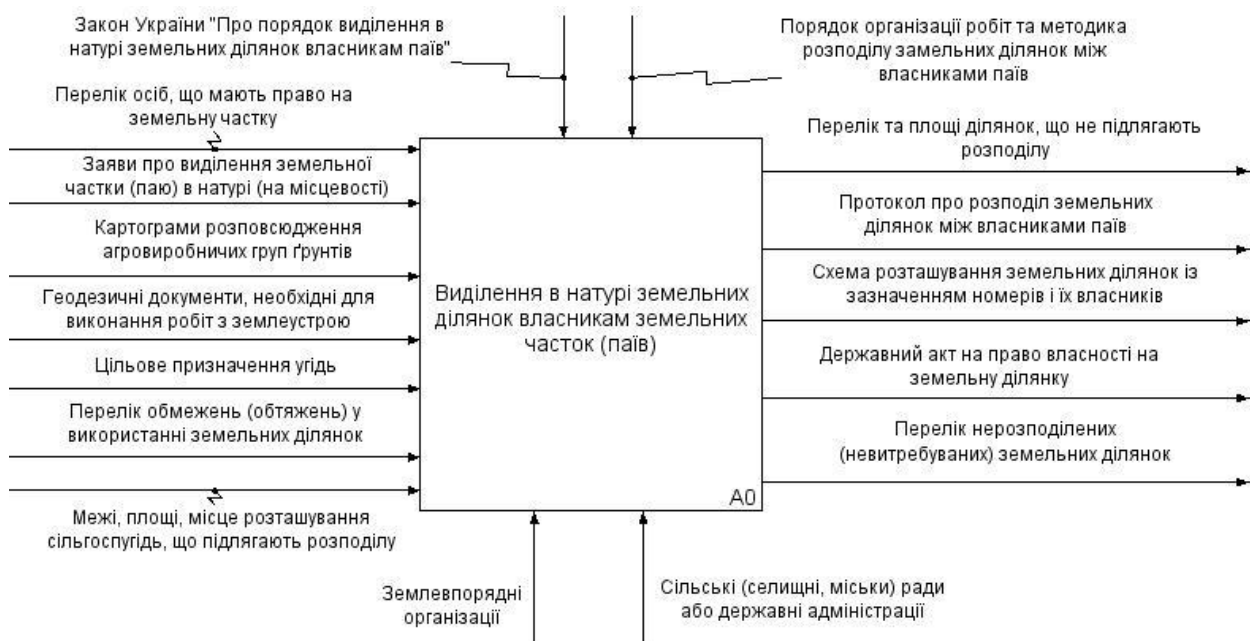 Закон України "Про порядок виділення в
натурі земельних ділянок власникам паїв"
Порядок організації робіт та методика
розподілу замельних ділянок між
власниками паїв
Перелік осіб, що мають право на
земельну частку
Заяви про виділення земельної
частки (паю) в натурі (на місцевості)
Картограми розповсюдження
агровиробничих груп ґрунтів
Геодезичні документи, необхідні для
виконання робіт з землеустрою
Цільове призначення угідь
Перелік обмежень (обтяжень) у
використанні земельних ділянок
Межі, площі, місце розташування
сільгоспугідь, що підлягають розподілу
Виділення в натурі земельних
ділянок власникам земельних
часток (паїв)
A0
Перелік та площі ділянок, що не підлягають
розподілу
Протокол про розподіл земельних
ділянок між власниками паїв
Схема розташування земельних ділянок із
зазначенням номерів і їх власників
Державний акт на право власності на
земельну ділянку
Перелік нерозподілених
(невитребуваних) земельних ділянок
Землевпорядні
організації
Сільські (селищні, міськи) ради
або державні адміністрації